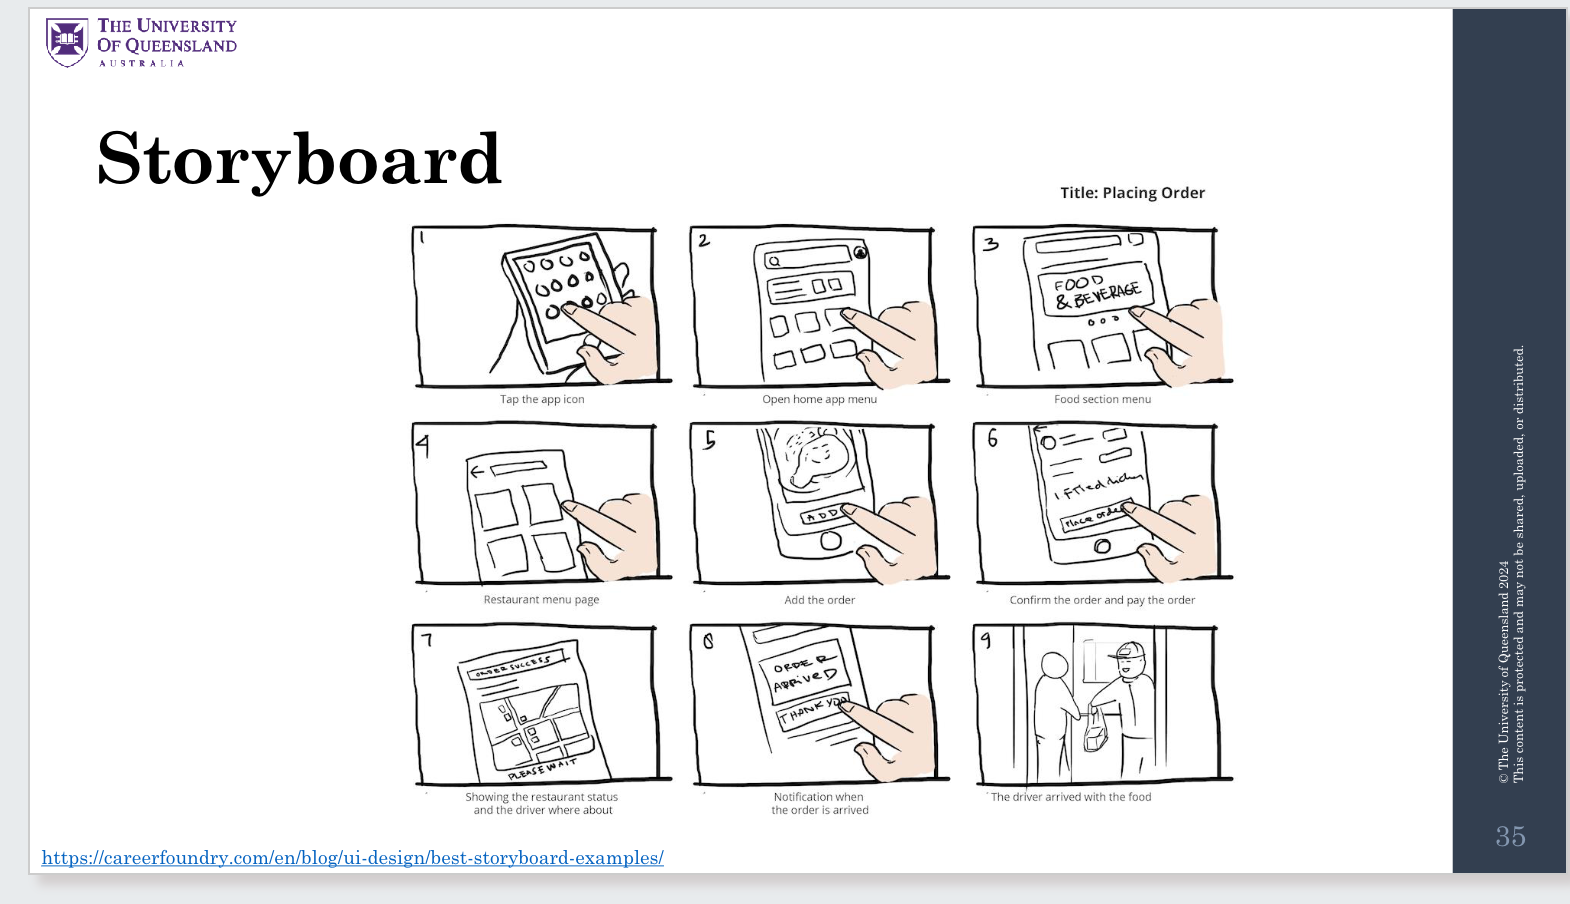 THE UNIVERSITY
OF QUEENSLAND
AUSTRALIA
Storyboard
Title: Placing Order
1
2
3
FOOD
& BEVERAGE
Tap the app icon
Open home app menu
Food section menu
4
5
6
ADD
1 Fried chicken
Place order
Restaurant menu page
Add the order
Confirm the order and pay the order
7
8
9
ORDER SUCCESS
PLEASE WAIT
ORDER
ARRIVED
THANK YOU
Showing the restaurant status
and the driver where about
Notification when
the order is arrived
The driver arrived with the food
https://careerfoundry.com/en/blog/ui-design/best-storyboard-examples/
© The University of Queensland 2024
This content is protected and may not be shared, uploaded, or distributed.
35